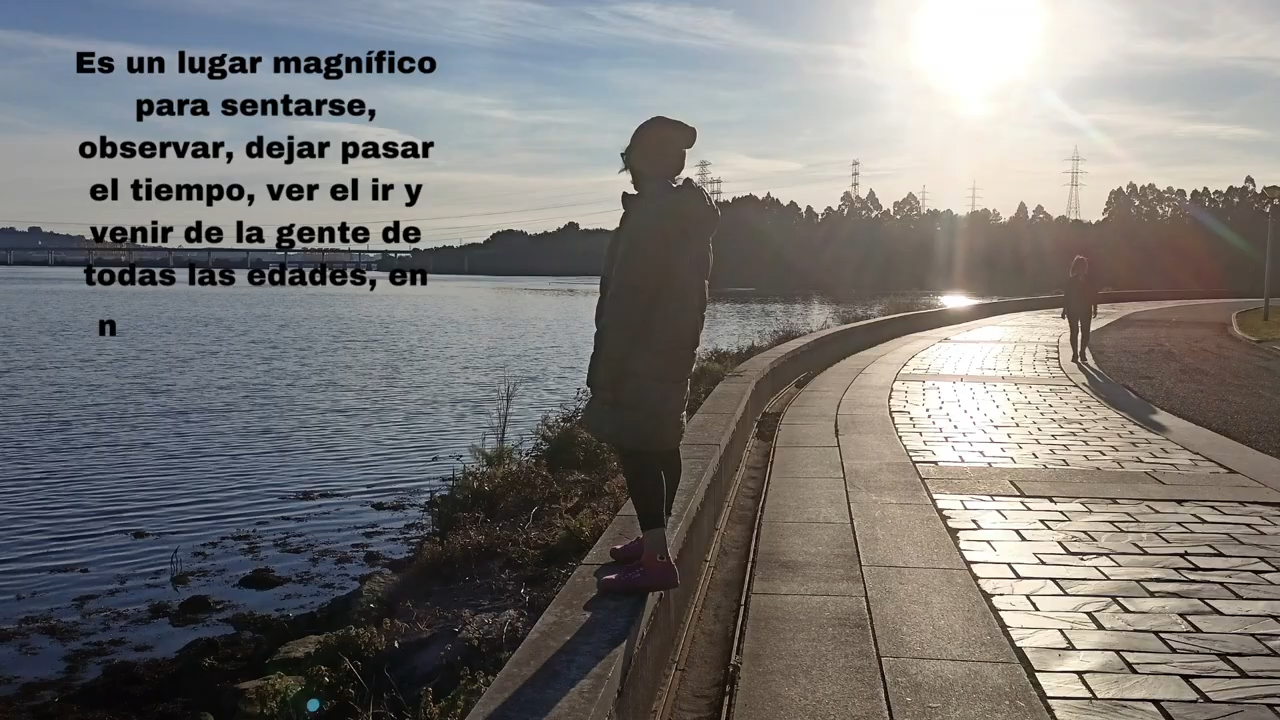 Es un lugar magnífico
para sentarse,
observar, dejar pasar
el tiempo, ver el ir y
venir de la gente de
todas las edades, en
n